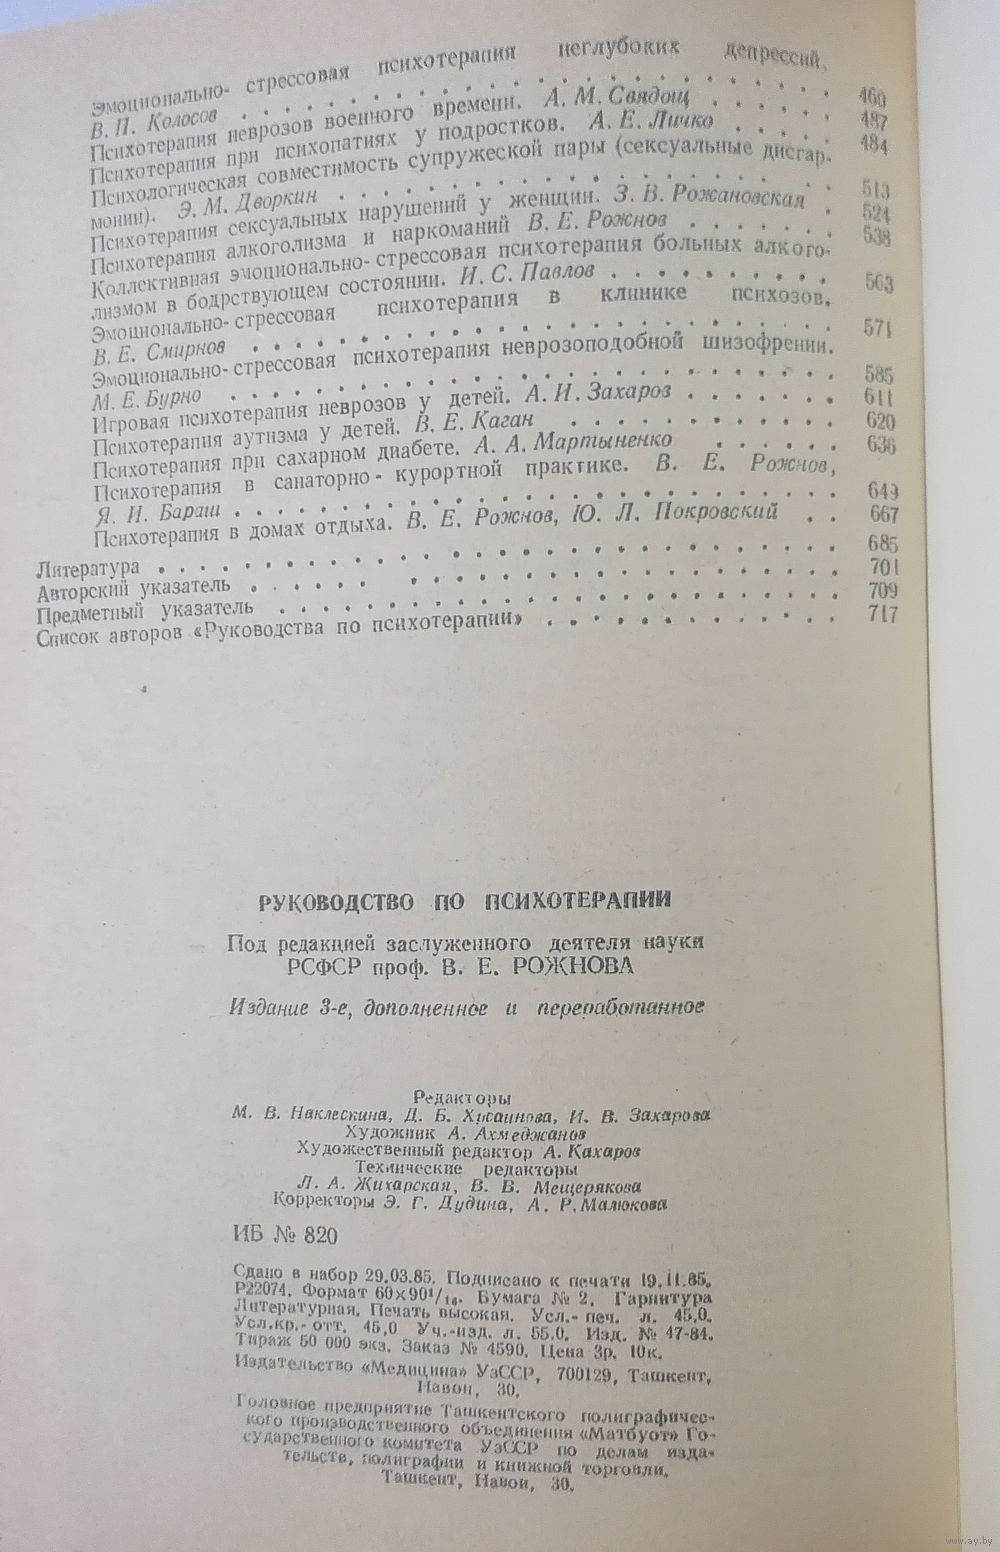 Эмоционально- стрессовая психотерапия неглубоких депрессий.
В. П. Колосов . . . . . . . . . . . . . . . . . 460
Психотерапия неврозов военного времени. А. М. Свядощ . . . . . . 487
Психотерапия при психопатиях у подростков. А. Е. Личко . . . . . 484
Психологическая совместимость супружеской пары (сексуальные дисгар-
монии). Э. М. Дворкин . . . . . . . . . . . . . . . . 513
Психотерапия сексуальных нарушений у женщин. З. В. Рожановская . 524
Психотерапия алкоголизма и наркоманий В. Е. Рожнов . . . . . . . 538
Коллективная эмоционально- стрессовая психотерапия больных алкого-
лизмом в бодрствующем состоянии. И. С. Павлов . . . . . . . . . 563
Эмоционально- стрессовая психотерапия в клинике психозов.
В. Е. Смирнов . . . . . . . . . . . . . . . . . . 571
Эмоционально- стрессовая психотерапия неврозоподобной шизофрении.
М. Е. Бурно . . . . . . . . . . . . . . . . . . . 585
Игровая психотерапия неврозов у детей. А. И. Захаров . . . . . . . 611
Психотерапия аутизма у детей. В. Е. Каган . . . . . . . . . . . 620
Психотерапия при сахарном диабете. А. А. Мартыненко . . . . . . 636
Психотерапия в санаторно - курортной практике. В. Е. Рожнов,
Я. И. Бараш . . . . . . . . . . . . . . . . . . . 649
Психотерапия в домах отдыха. В. Е. Рожнов, Ю. Л. Покровский . . 667
Литература . . . . . . . . . . . . . . . . . . . . . . 685
Авторский указатель . . . . . . . . . . . . . . . . . . 701
Предметный указатель . . . . . . . . . . . . . . . . . . 709
Список авторов «Руководства по психотерапии» . . . . . . . . . . . 717
РУКОВОДСТВО ПО ПСИХОТЕРАПИИ
Под редакцией заслуженного деятеля науки
РСФСР проф. В. Е. РОЖНОВА
Издание 3-е, дополненное и переработанное
Редакторы
М. В. Наклескина, Д. Б. Хусаинова, И. В. Захарова
Художник А. Ахмеджанов
Художественный редактор А. Кахаров
Технические редакторы
Л. А. Жихарская, В. В. Мещерякова
Корректоры Э. Г. Дудина, А. Р. Малюкова
ИБ № 820
Сдано в набор 29.03.85. Подписано к печати 19.11.85.
Р22074. Формат 60×90¹/₁₆. Бумага № 2. Гарнитура
Литературная. Печать высокая. Усл.- печ. л. 45,0.
Усл.кр.- отт. 45,0 Уч.-изд. л. 55,0. Изд. № 47-84.
Тираж 50 000 экз. Заказ № 4590. Цена 3р. 10к.
Издательство «Медицина» УзССР, 700129, Ташкент,
Навои, 30.
Головное предприятие Ташкентского полиграфичес-
кого производственного объединения «Матбуот» Го-
сударственного комитета УзССР по делам изда-
тельств, полиграфии и книжной торговли.
Ташкент, Навои, 30.
www.ay.by